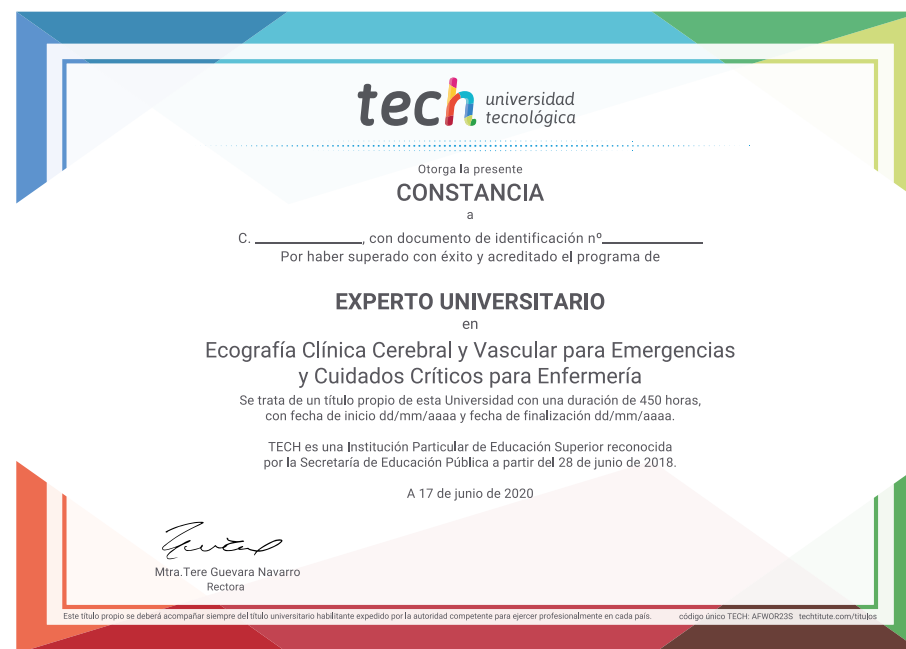 tech universidad
tecnológica
Otorga la presente
CONSTANCIA
a
C. ____________, con documento de identificación nº____________
Por haber superado con éxito y acreditado el programa de
EXPERTO UNIVERSITARIO
en
Ecografía Clínica Cerebral y Vascular para Emergencias
y Cuidados Críticos para Enfermería
Se trata de un título propio de esta Universidad con una duración de 450 horas,
con fecha de inicio dd/mm/aaaa y fecha de finalización dd/mm/aaaa.
TECH es una Institución Particular de Educación Superior reconocida
por la Secretaría de Educación Pública a partir del 28 de junio de 2018.
A 17 de junio de 2020
Mtra.Tere Guevara Navarro
Rectora
Este título propio se deberá acompañar siempre del título universitario habilitante expedido por la autoridad competente para ejercer profesionalmente en cada país. código único TECH: AFWOR23S techtitute.com/titulos